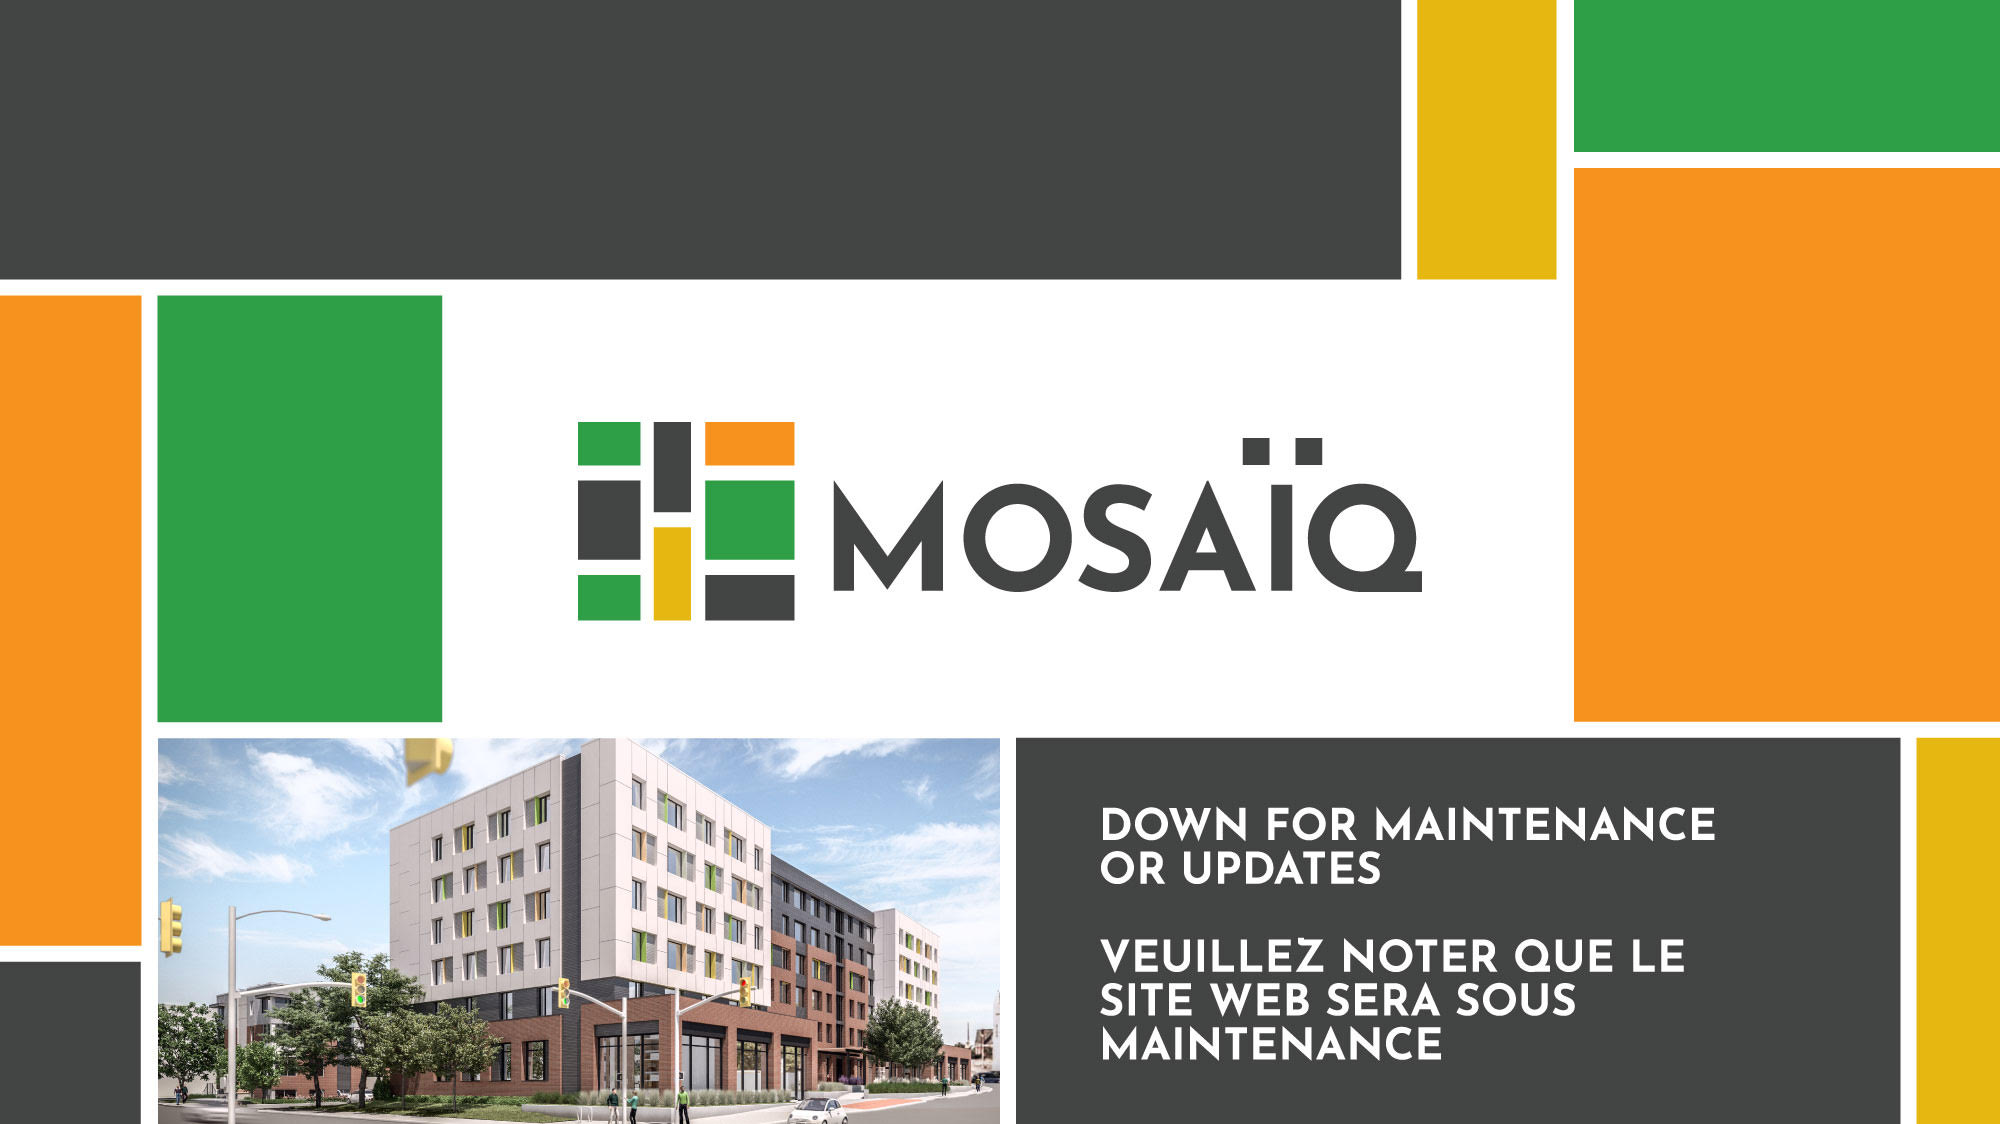 MOSAÏQ
DOWN FOR MAINTENANCE
OR UPDATES
VEUILLEZ NOTER QUE LE
SITE WEB SERA SOUS
MAINTENANCE